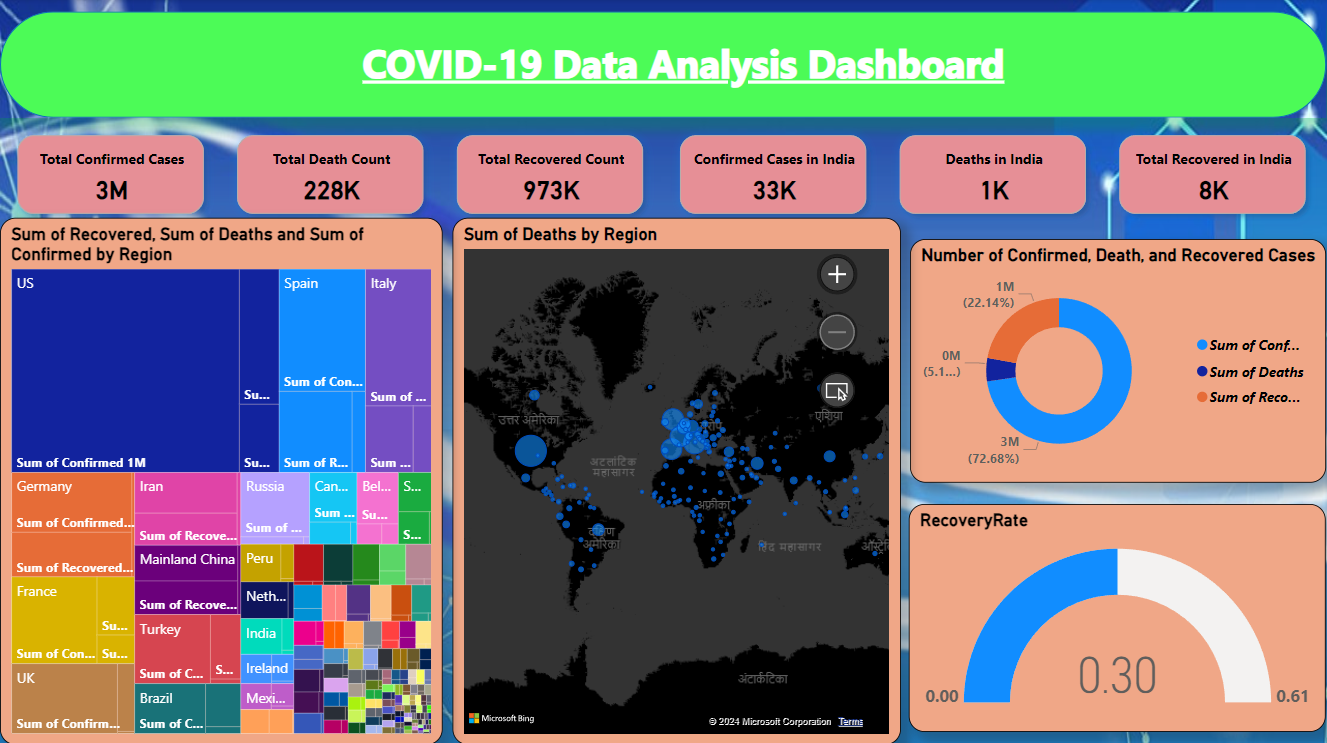 COVID-19 Data Analysis Dashboard
Total Confirmed Cases
3M
Total Death Count
228K
Total Recovered Count
973K
Confirmed Cases in India
33K
Deaths in India
1K
Total Recovered in India
8K
Sum of Recovered, Sum of Deaths and Sum of
Confirmed by Region
US
Spain
Italy
Su...
Sum of Con...
Sum of ...
Sum of Confirmed 1M
Su...
Sum of R...
Sum ...
Germany
Iran
Russia
Can...
Bel...
S...
Sum of Confirmed...
Sum of Recove...
Sum of ...
Sum ...
Su...
S...
Sum of Recovered...
Mainland China
Sum of Recove...
Peru
France
Su...
Sum of Con...
Su...
Neth...
Turkey
Sum of C...
S...
India
UK
Sum of Confirm...
Ireland
Brazil
Sum of C...
Mexi...
Sum of Deaths by Region
उत्तर अमेरिका
एशिया
अटलांटिक
महासागर
अफ्रीका
दक्षिण
अमेरिका
हिंद महासागर
अंटार्कटिका
Microsoft Bing
© 2024 Microsoft Corporation Terms
Number of Confirmed, Death, and Recovered Cases
1M
(22.14%)
0M
(5.1...)
3M
(72.68%)
Sum of Conf...
Sum of Deaths
Sum of Reco...
RecoveryRate
0.30
0.00
0.61